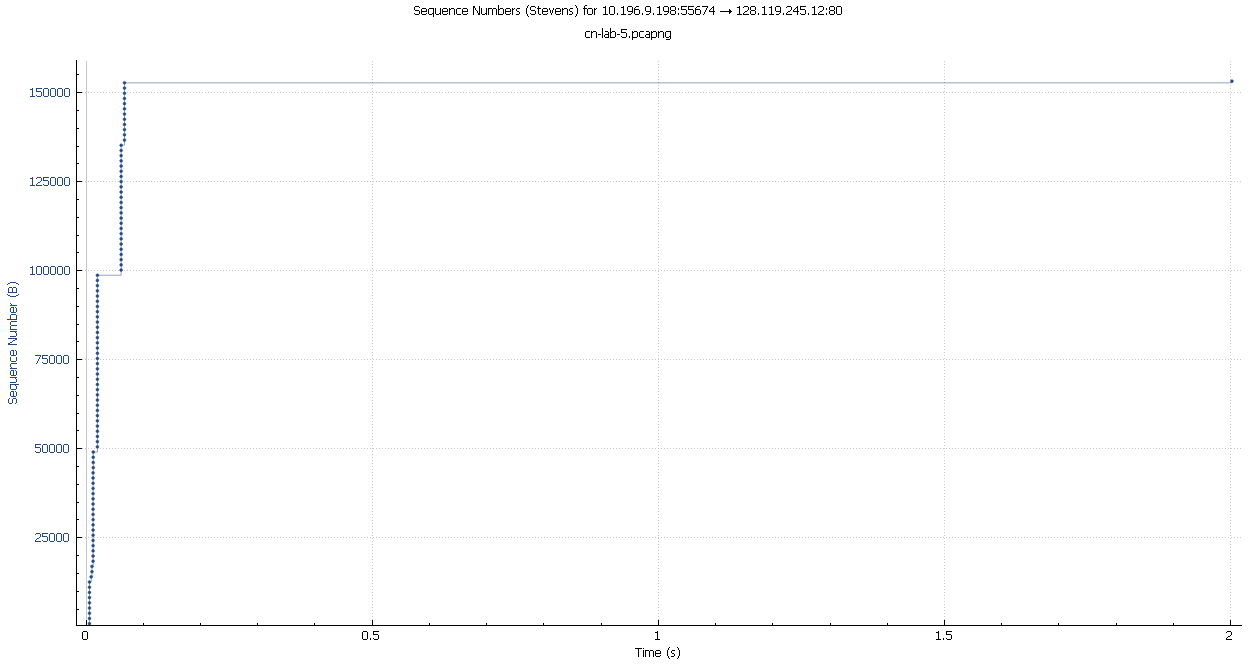 Sequence Numbers (Stevens) for 10.196.9.198:55674 → 128.119.245.12:80
cn-lab-5.pcapng
Sequence Number (B)
150000
125000
100000
75000
50000
25000
0
0.5
1
1.5
2
Time (s)